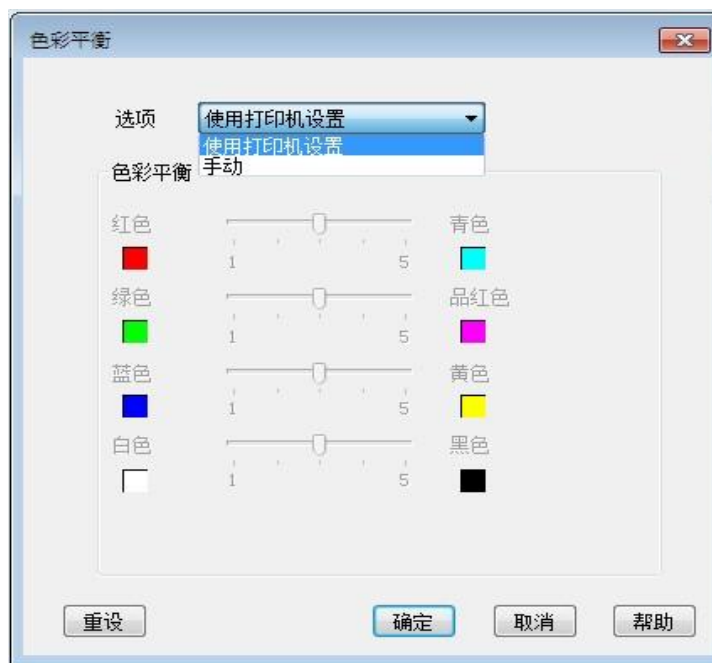 色彩平衡
选项 使用打印机设置
使用打印机设置
手动
色彩平衡
红色 青色
1 5
绿色 品红色
1 5
蓝色 黄色
1 5
白色 黑色
1 5
重设 确定 取消 帮助